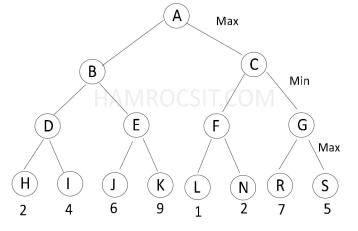 A Max
B C
Min
HAMROCSIT.COM
D E F G
Max
H I J K L N R S
2 4 6 9 1 2 7 5